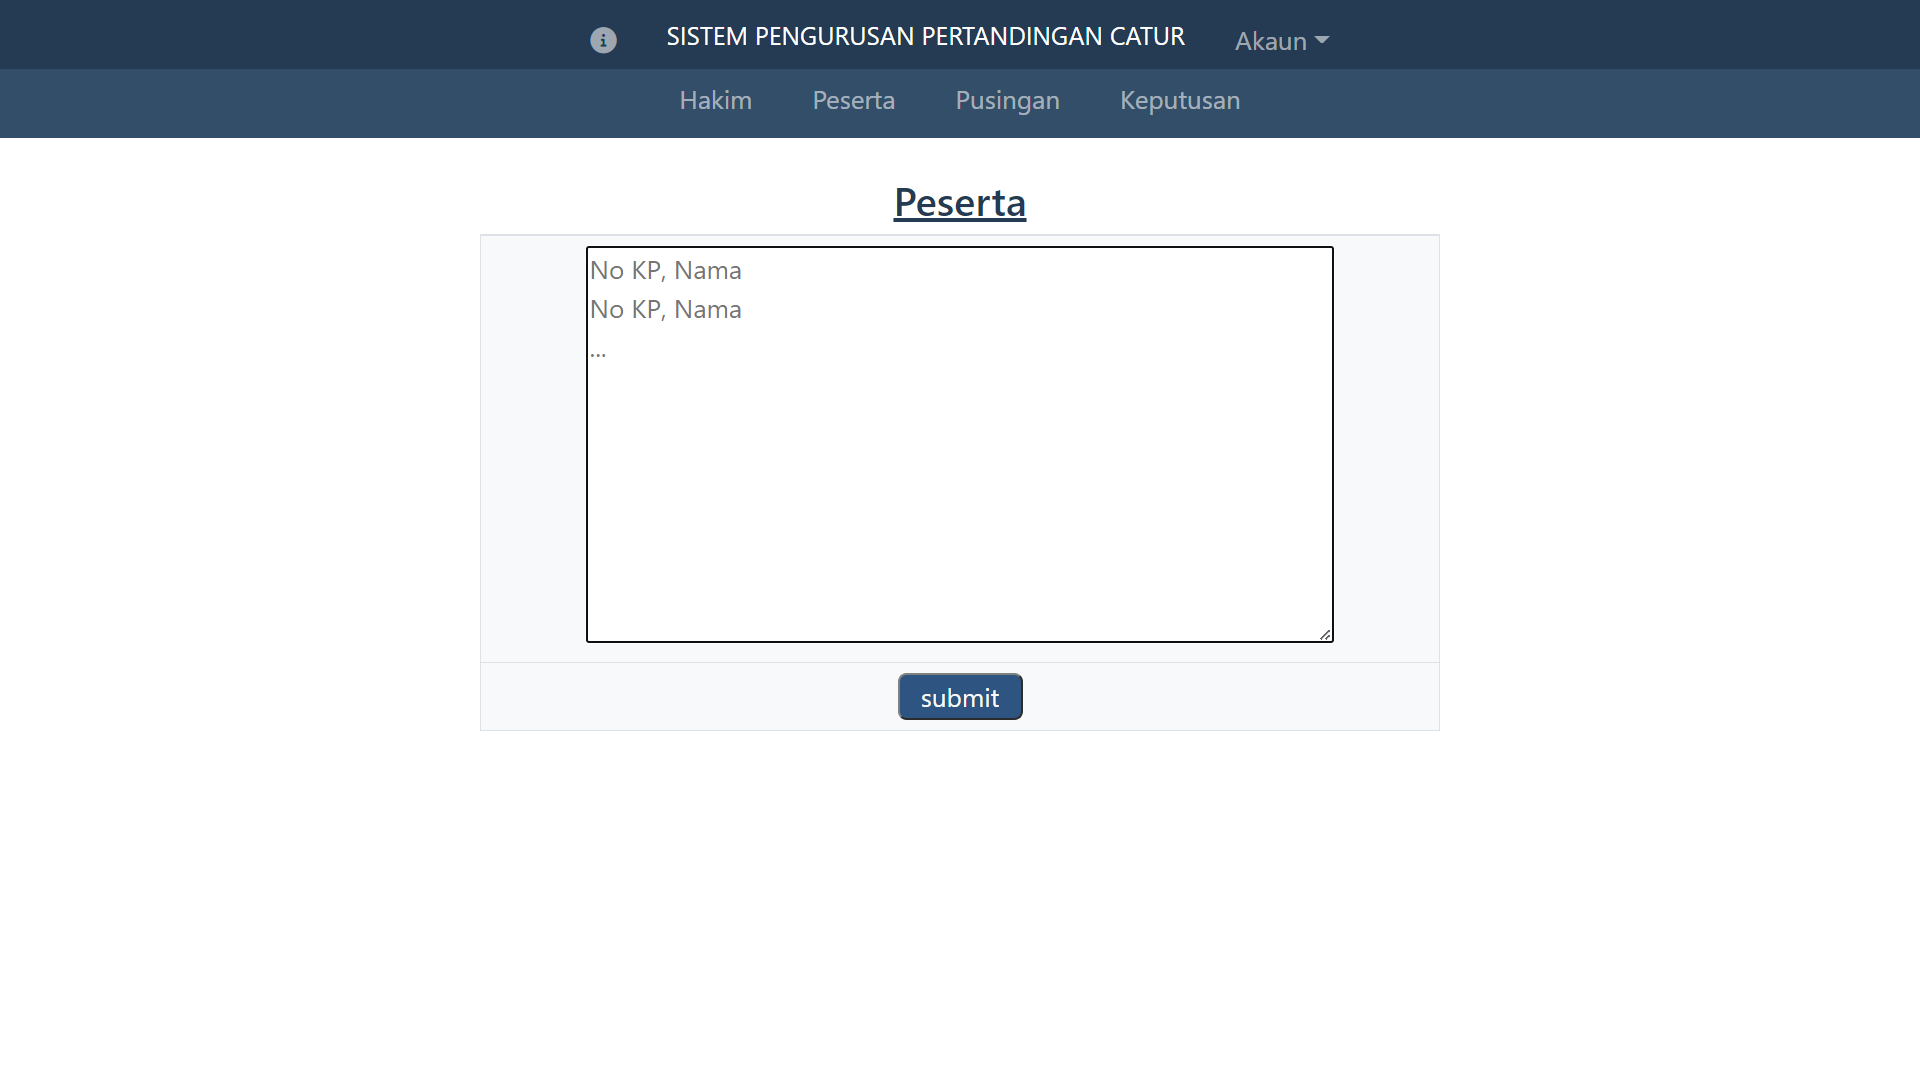 SISTEM PENGURUSAN PERTANDINGAN CATUR
Akaun
Hakim Peserta Pusingan Keputusan
Peserta
No KP, Nama
No KP, Nama
...
submit